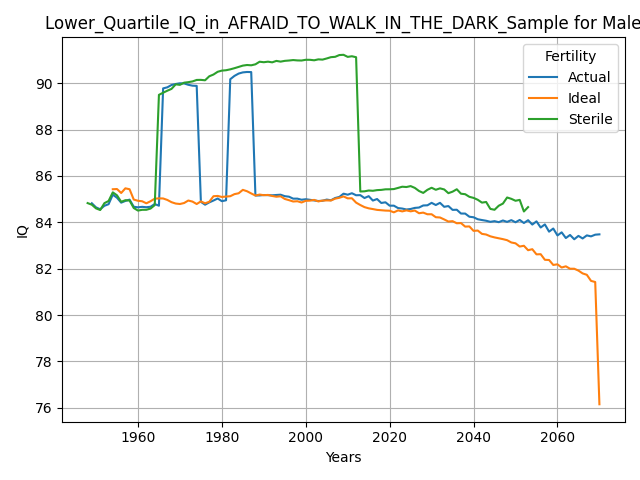 Lower_Quartile_IQ_in_AFRAID_TO_WALK_IN_THE_DARK_Sample for Male
Fertility
Actual
Ideal
Sterile
IQ
90
88
86
84
82
80
78
76
1960
1980
2000
2020
2040
2060
Years